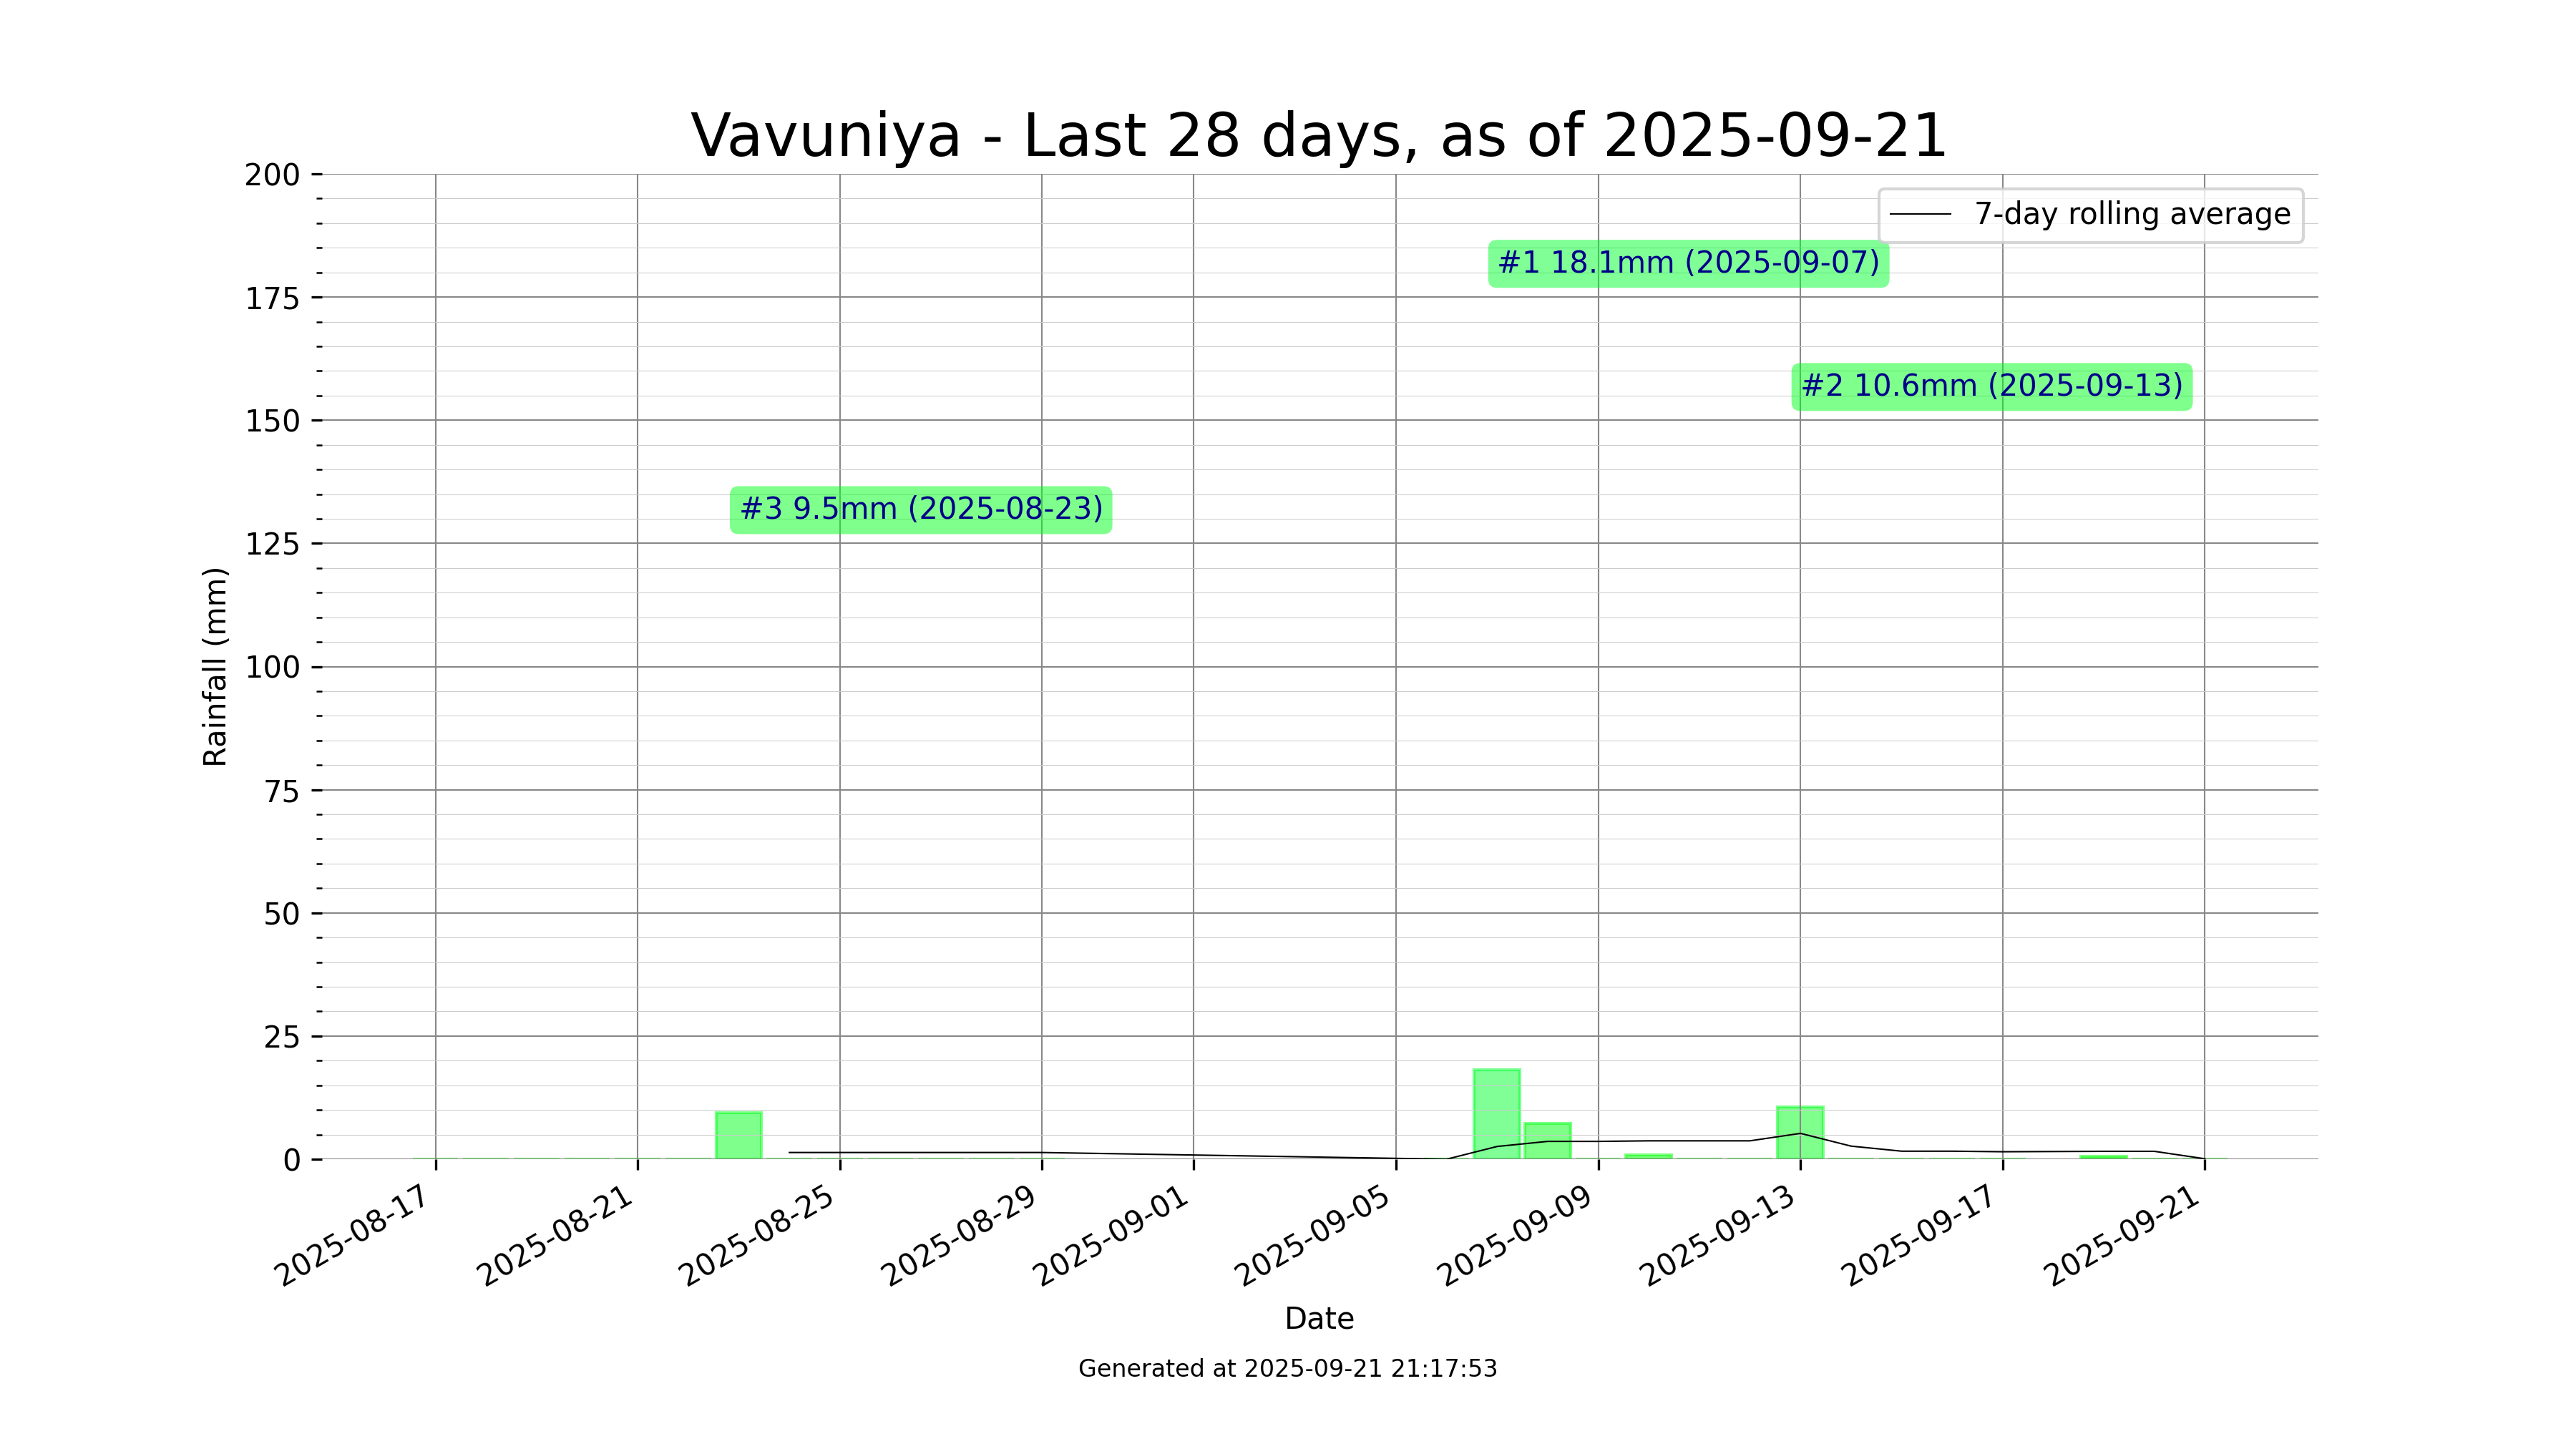 Vavuniya - Last 28 days, as of 2025-09-21
7-day rolling average
#1 18.1mm (2025-09-07)
#2 10.6mm (2025-09-13)
#3 9.5mm (2025-08-23)
Rainfall (mm)
200
175
150
125
100
75
50
25
0
2025-08-17
2025-08-21
2025-08-25
2025-08-29
2025-09-01
2025-09-05
2025-09-09
2025-09-13
2025-09-17
2025-09-21
Date
Generated at 2025-09-21 21:17:53